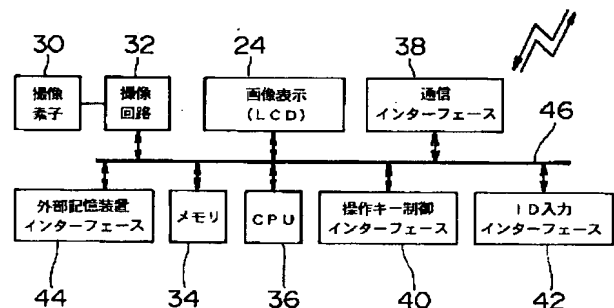 30
32
24
38
撮像
素子
撮像
回路
画像表示
(LCD)
通信
インターフェース
46
外部記憶装置
インターフェース
メモリ
CPU
操作キー制御
インターフェース
ID入力
インターフェース
44
34
36
40
42